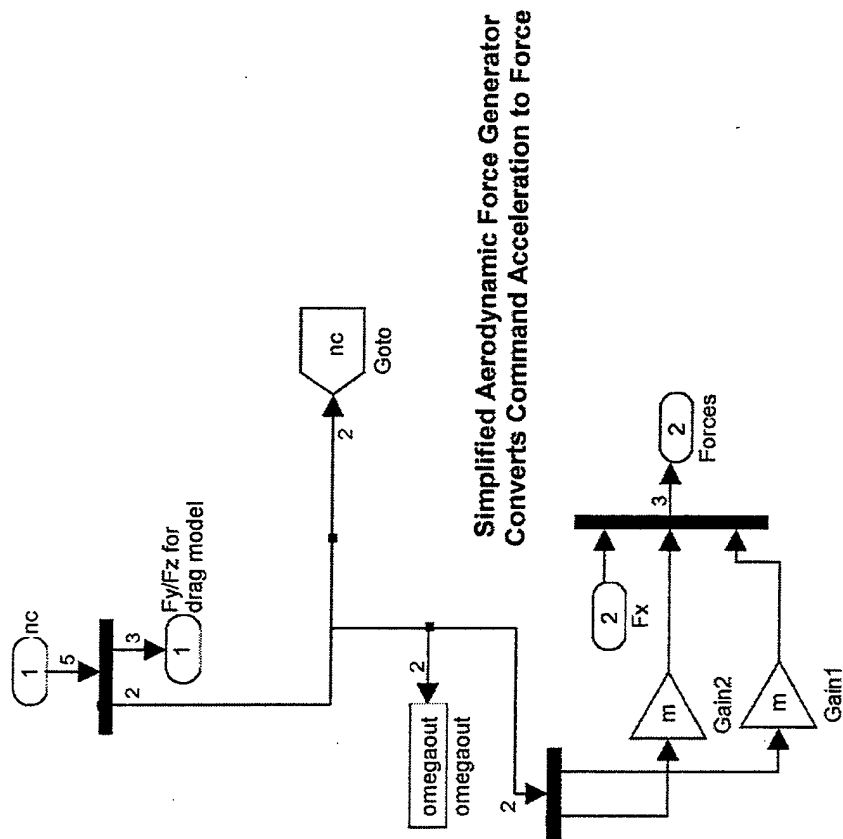 1
nc
5
2
3
1
Fy/Fz for
drag model
nc
Goto
2
2
omegaout
omegaout
2
Simplified Aerodynamic Force Generator
Converts Command Acceleration to Force
2
Fx
3
2
Forces
m
Gain2
m
Gain1